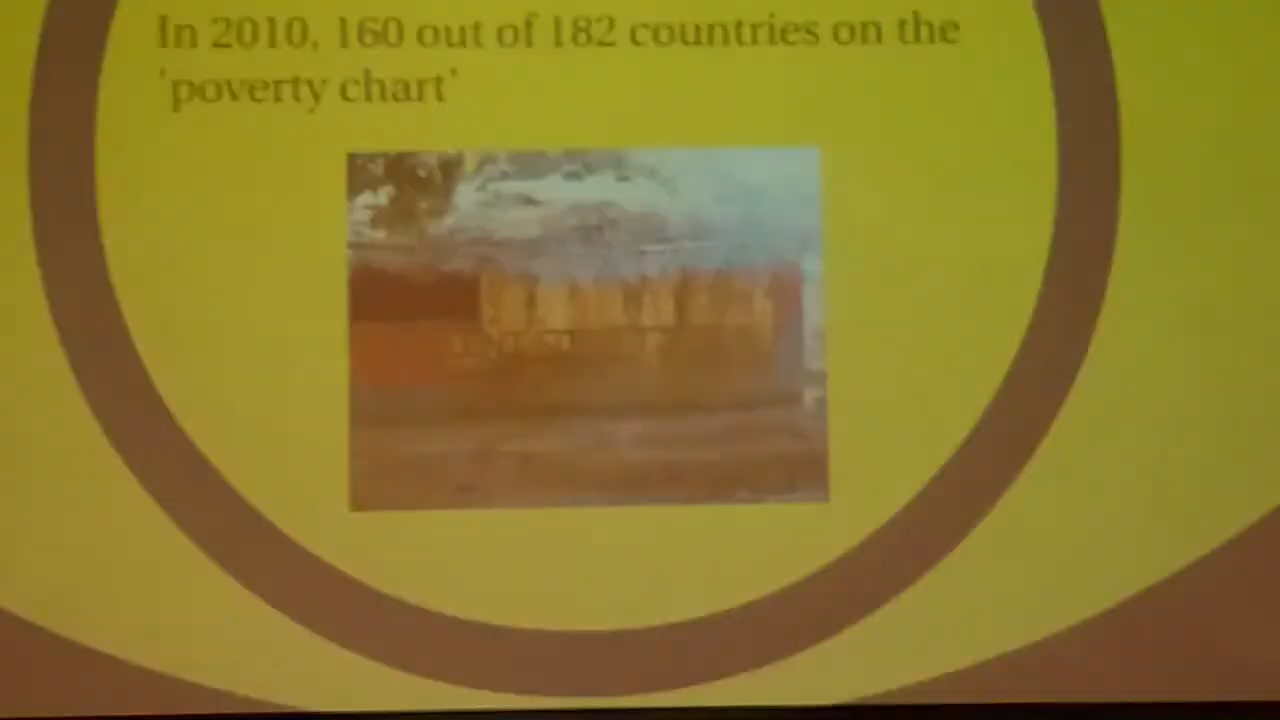 In 2010, 160 out of 182 countries on the
'poverty chart'